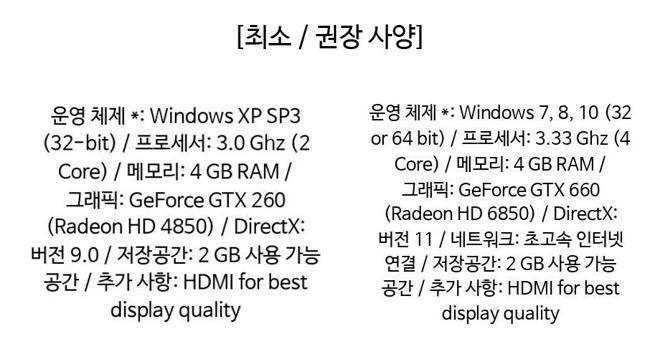 [최소 / 권장 사양]
운영 체제 *: Windows XP SP3
(32-bit) / 프로세서: 3.0 Ghz (2
Core) / 메모리: 4 GB RAM /
그래픽: GeForce GTX 260
(Radeon HD 4850) / DirectX:
버전 9.0 / 저장공간: 2 GB 사용 가능
공간 / 추가 사항: HDMI for best
display quality
운영 체제 *: Windows 7, 8, 10 (32
or 64 bit) / 프로세서: 3.33 Ghz (4
Core) / 메모리: 4 GB RAM /
그래픽: GeForce GTX 660
(Radeon HD 6850) / DirectX:
버전 11 / 네트워크: 초고속 인터넷
연결 / 저장공간: 2 GB 사용 가능
공간 / 추가 사항: HDMI for best
display quality